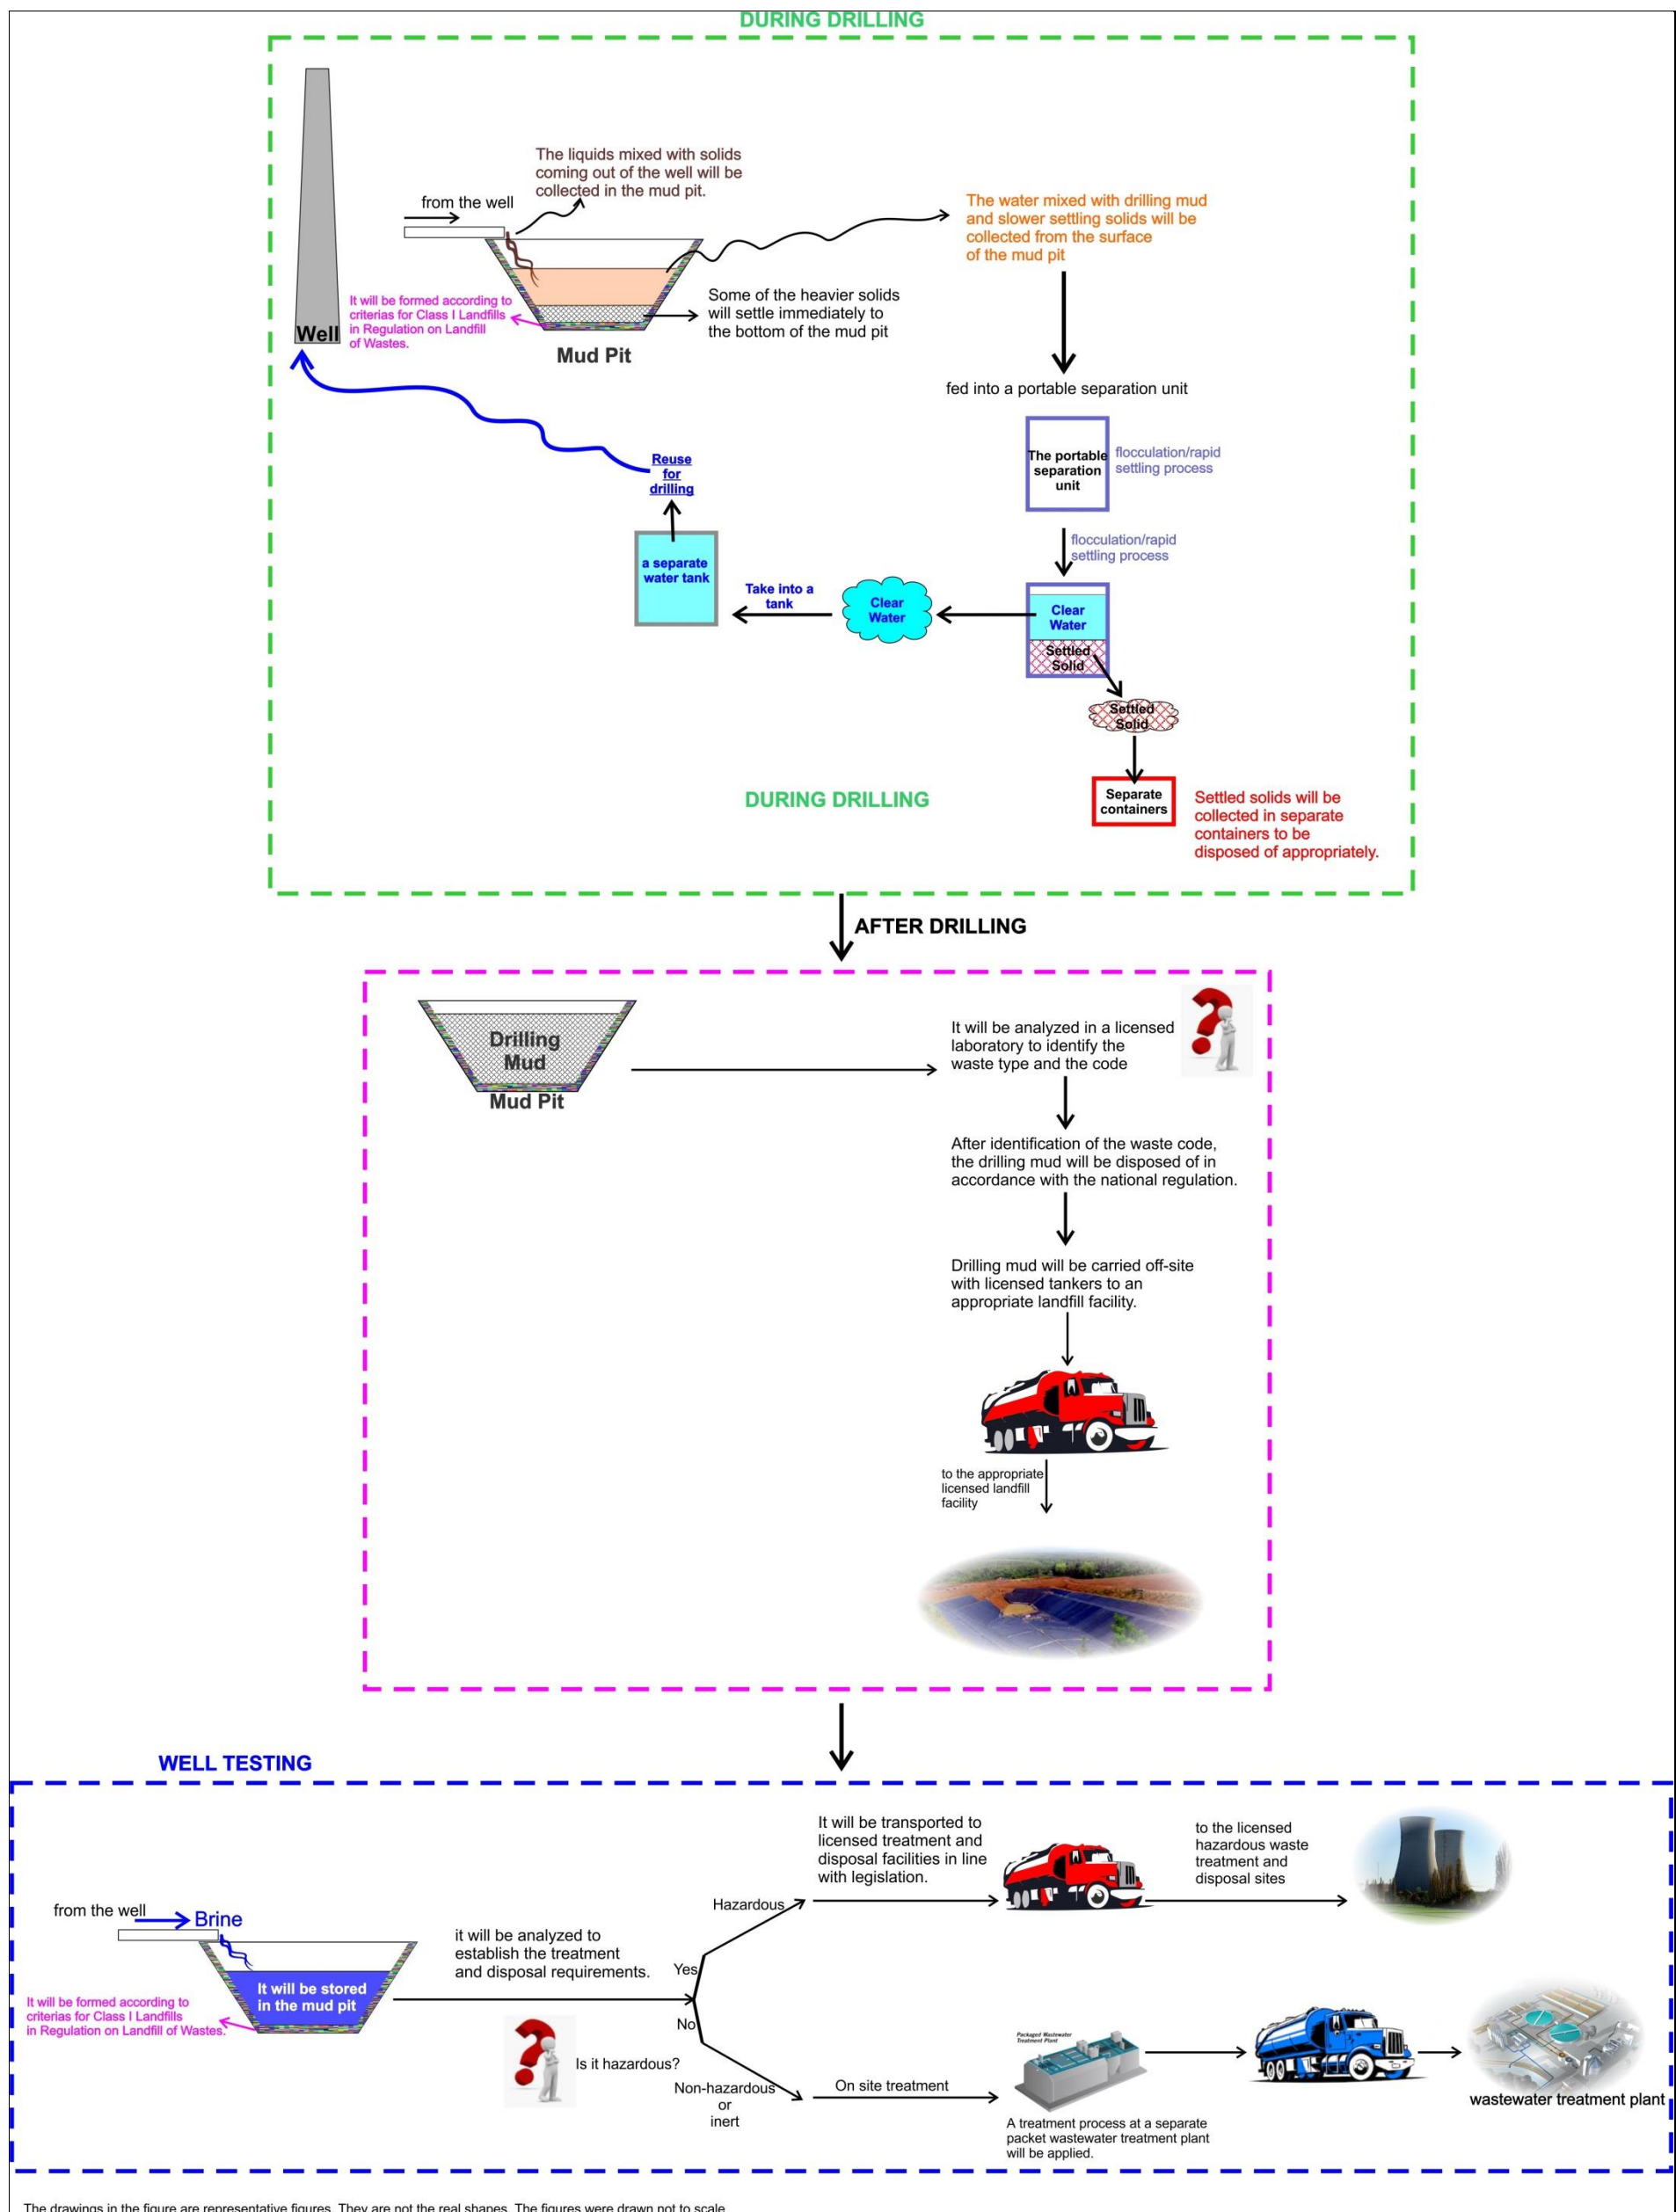 DURING DRILLING
The liquids mixed with solids
coming out of the well will be
collected in the mud pit.
from the well
The water mixed with drilling mud
and slower settling solids will be
collected from the surface
of the mud pit
Some of the heavier solids
will settle immediately to
the bottom of the mud pit
It will be formed according to
criterias for Class I Landfills
in Regulation on Landfill
of Wastes.
Well
Mud Pit
fed into a portable separation unit
The portable
separation
unit
flocculation/rapid
settling process
Reuse
for
drilling
flocculation/rapid
settling process
a separate
water tank
Take into a
tank
Clear
Water
Clear
Water
Settled
Solid
Settled
Solid
Separate
containers
Settled solids will be
collected in separate
containers to be
disposed of appropriately.
DURING DRILLING
AFTER DRILLING
Drilling
Mud
Mud Pit
It will be analyzed in a licensed
laboratory to identify the
waste type and the code
After identification of the waste code,
the drilling mud will be disposed of in
accordance with the national regulation.
Drilling mud will be carried off-site
with licensed tankers to an
appropriate landfill facility.
to the appropriate
licensed landfill
facility
WELL TESTING
from the well
Brine
It will be stored
in the mud pit
It will be formed according to
criterias for Class I Landfills
in Regulation on Landfill of Wastes.
it will be analyzed to
establish the treatment
and disposal requirements.
Is it hazardous?
Yes
No
Hazardous
It will be transported to
licensed treatment and
disposal facilities in line
with legislation.
to the licensed
hazardous waste
treatment and
disposal sites
Non-hazardous
or
inert
On site treatment
Packaged Wastewater
Treatment Plant
A treatment process at a separate
packet wastewater treatment plant
will be applied.
wastewater treatment plant
The drawings in the figure are representative figures. They are not the real shapes. The figures were drawn not to scale